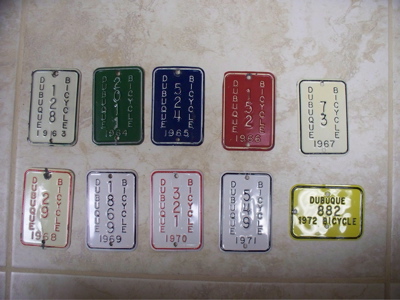 DUBUQUE 128 BICYCLE
1963
DUBUQUE BICYCLE
1964
DUBUQUE 524 BICYCLE
1965
DUBUQUE 52 BICYCLE
1966
73 BICYCLE
1967
DUBUQUE 29 BICYCLE
1968
DUBUQUE 1869 BICYCLE
1969
DUBUQUE 321 BICYCLE
1970
DUBUQUE 549 BICYCLE
1971
DUBUQUE
882
1972 BICYCLE